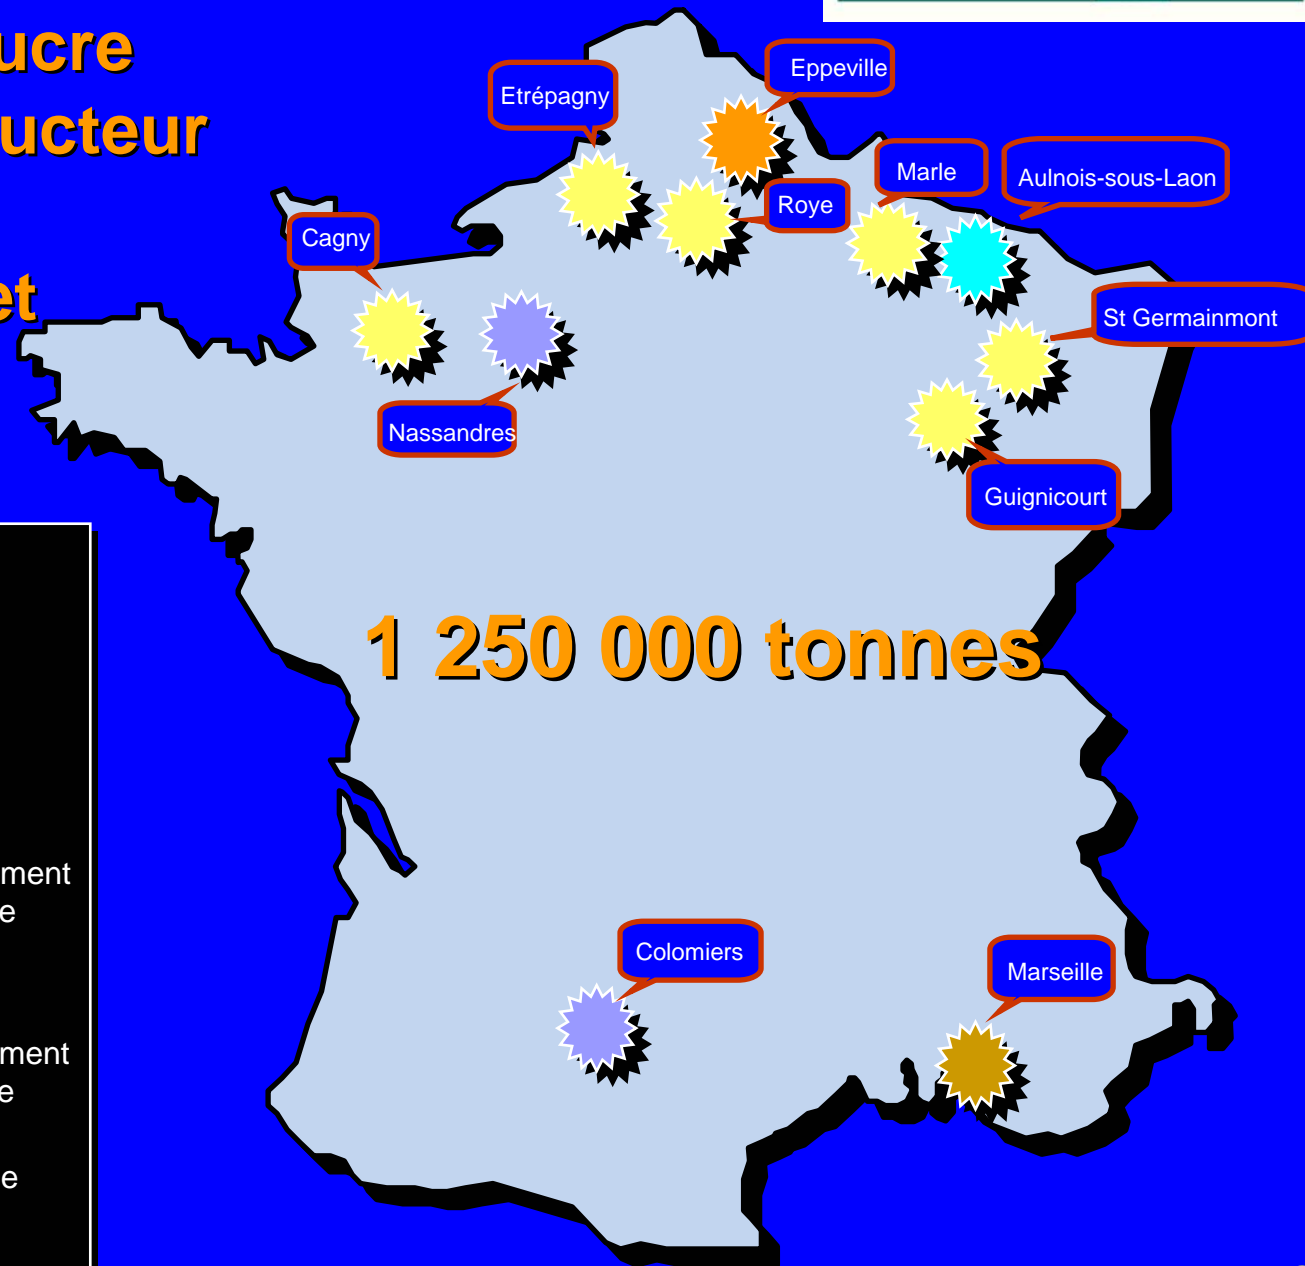 ucre
ucteur
et
Eppeville
Etrépagny
Marle
Aulnois-sous-Laon
Roye
Cagny
St Germainmont
Nassandres
Guignicourt
1 250 000 tonnes
ment
e
Colomiers
Marseille
ment
e
e